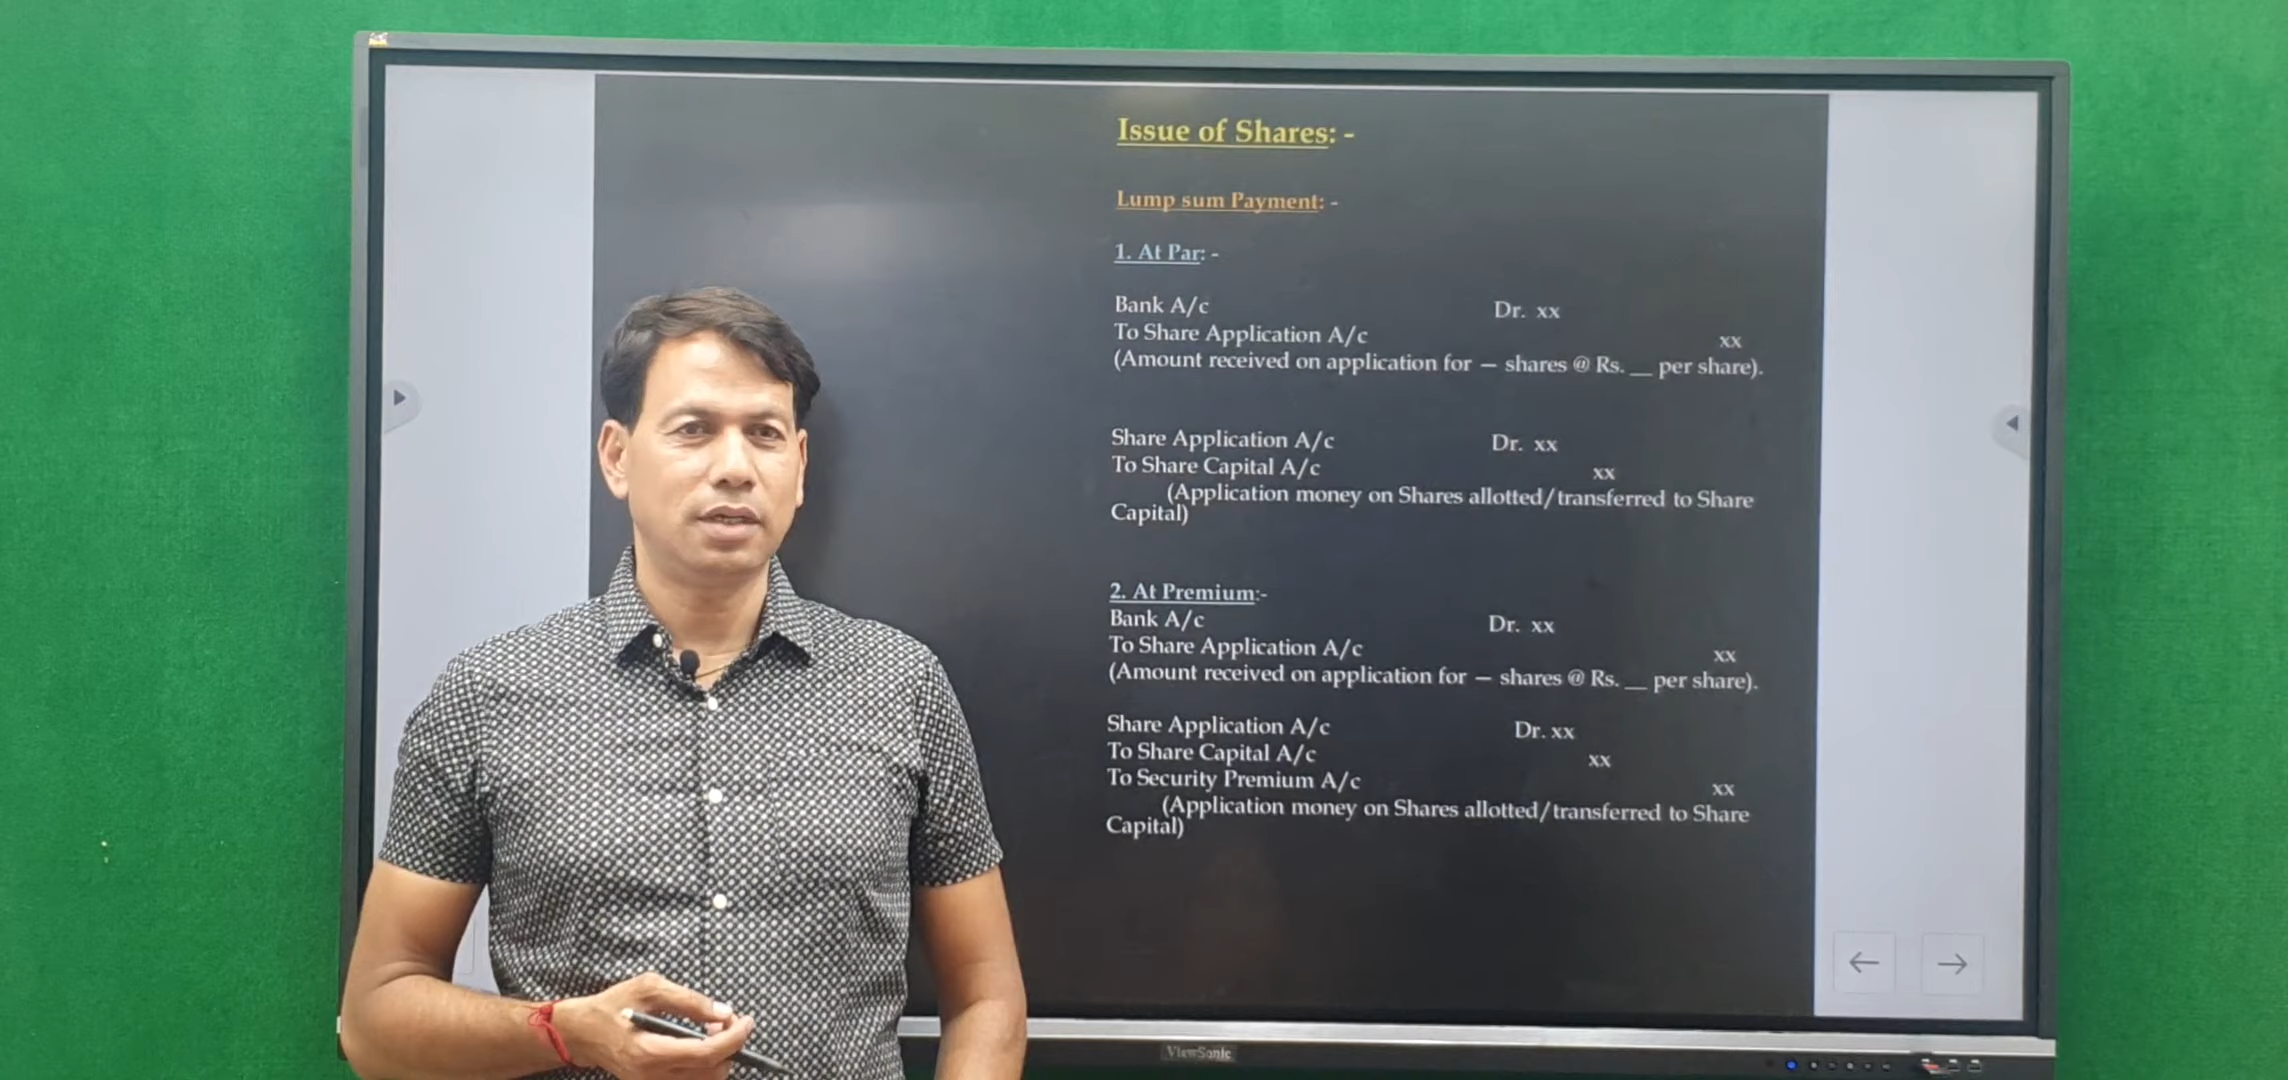 Issue of Shares: -
Lump sum Payment: -
1. At Par: -
Bank A/c Dr. xx
To Share Application A/c xx
(Amount received on application for — shares @ Rs. __ per share).
Share Application A/c Dr. xx
To Share Capital A/c xx
(Application money on Shares allotted/transferred to Share
Capital)
2. At Premium:-
Bank A/c Dr. xx
To Share Application A/c xx
(Amount received on application for — shares @ Rs. __ per share).
Share Application A/c Dr. xx
To Share Capital A/c xx
To Security Premium A/c xx
(Application money on Shares allotted/transferred to Share
Capital)
ViewSonic